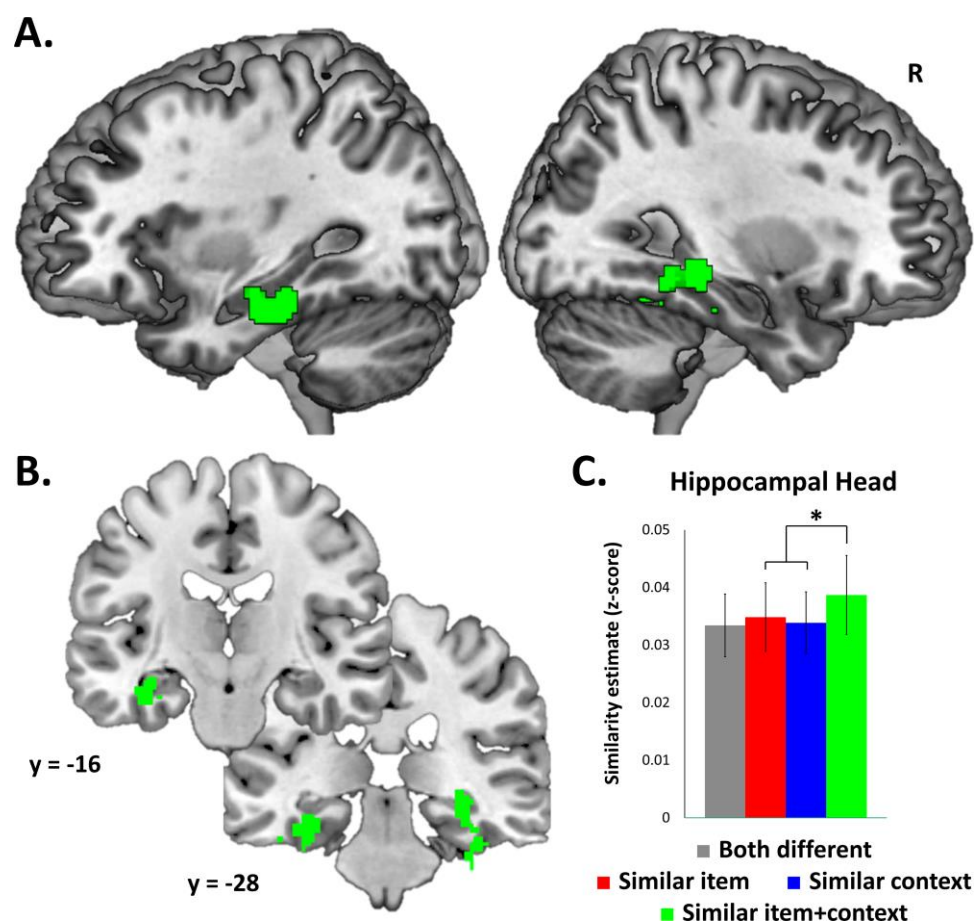 A.
R
B.
y = -16
y = -28
C.
Hippocampal Head
Similarity estimate (z-score)
0.05
0.04
0.03
0.02
0.01
0
*
Both different
Similar item Similar context
Similar item+context